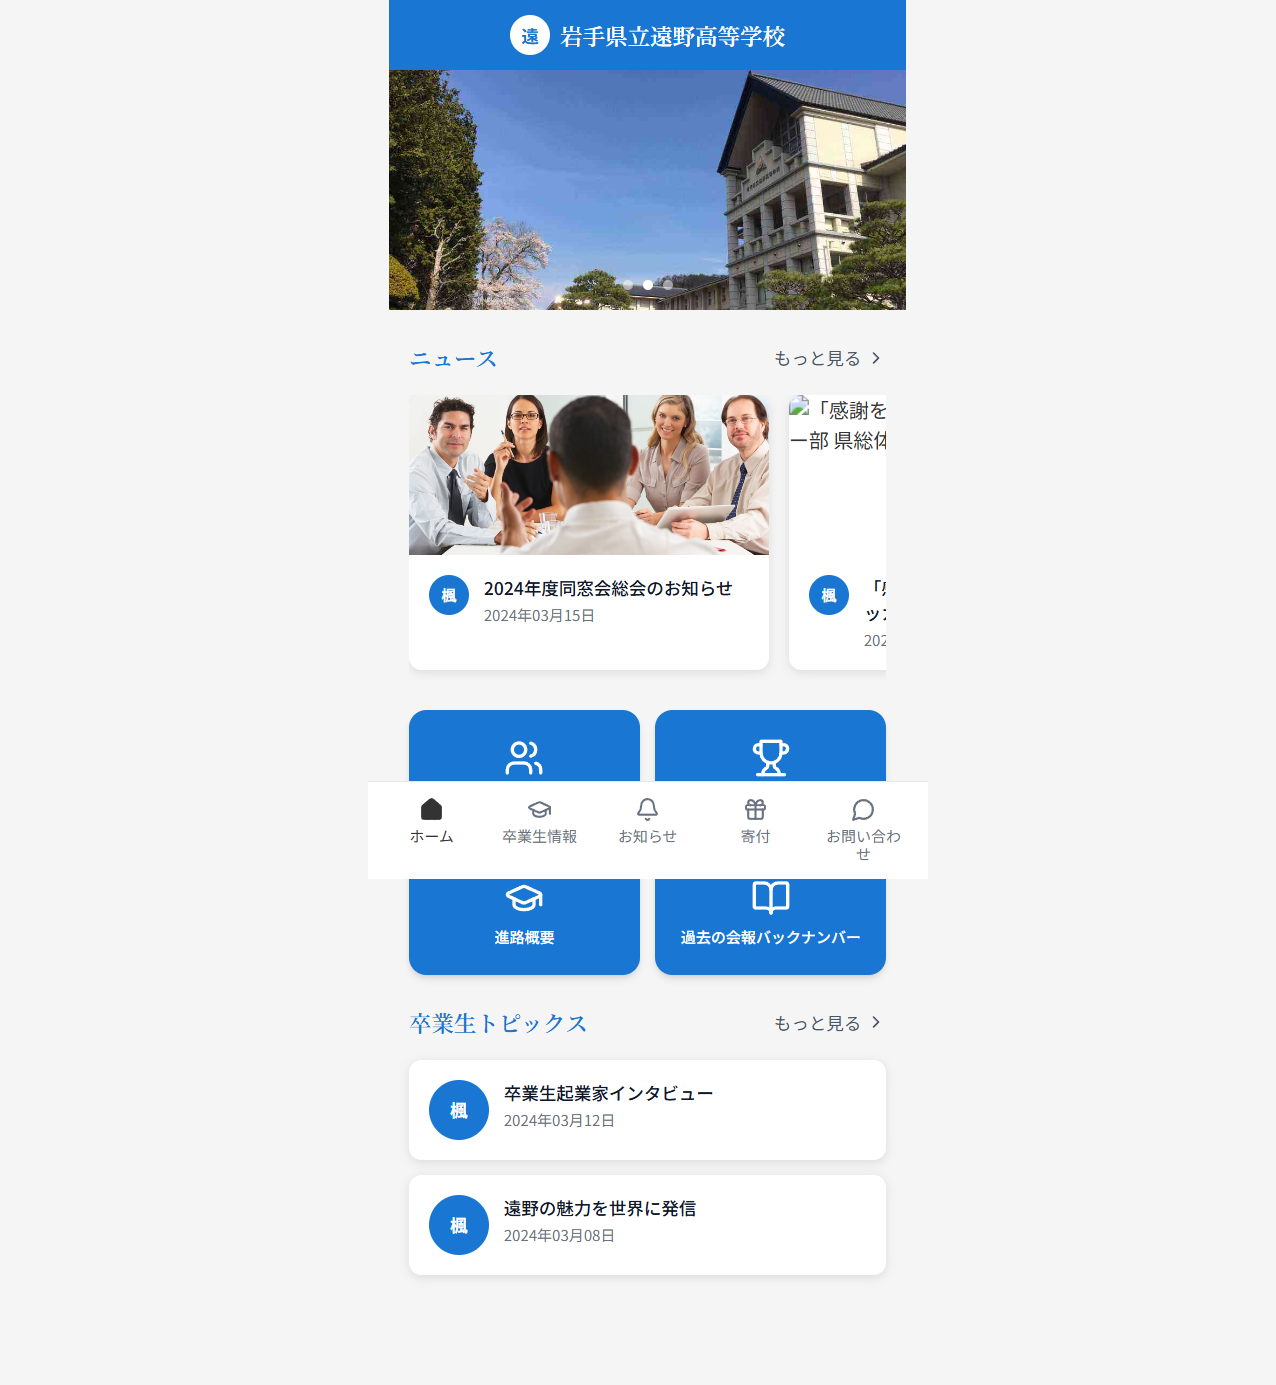 遠 岩手県立遠野高等学校
ニュース
もっと見る
「感謝を
ー部 県総体
楓
2024年度同窓会総会のお知らせ
2024年03月15日
楓
ッ
202
ホーム
卒業生情報
お知らせ
寄付
お問い合わ
せ
進路概要
過去の会報バックナンバー
卒業生トピックス
もっと見る
楓
卒業生起業家インタビュー
2024年03月12日
楓
遠野の魅力を世界に発信
2024年03月08日